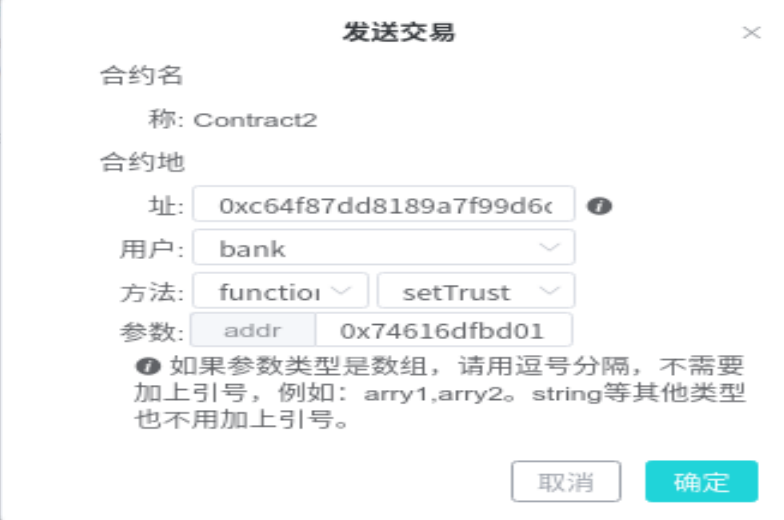 发送交易
合约名
称: Contract2
合约地
址: 0xc64f87dd8189a7f99d6c
用户: bank
方法: function setTrust
参数: addr 0x74616dfbd01
如果参数类型是数组，请用逗号分隔，不需要
加上引号，例如：arry1,arry2。string等其他类型
也不用加上引号。
取消 确定